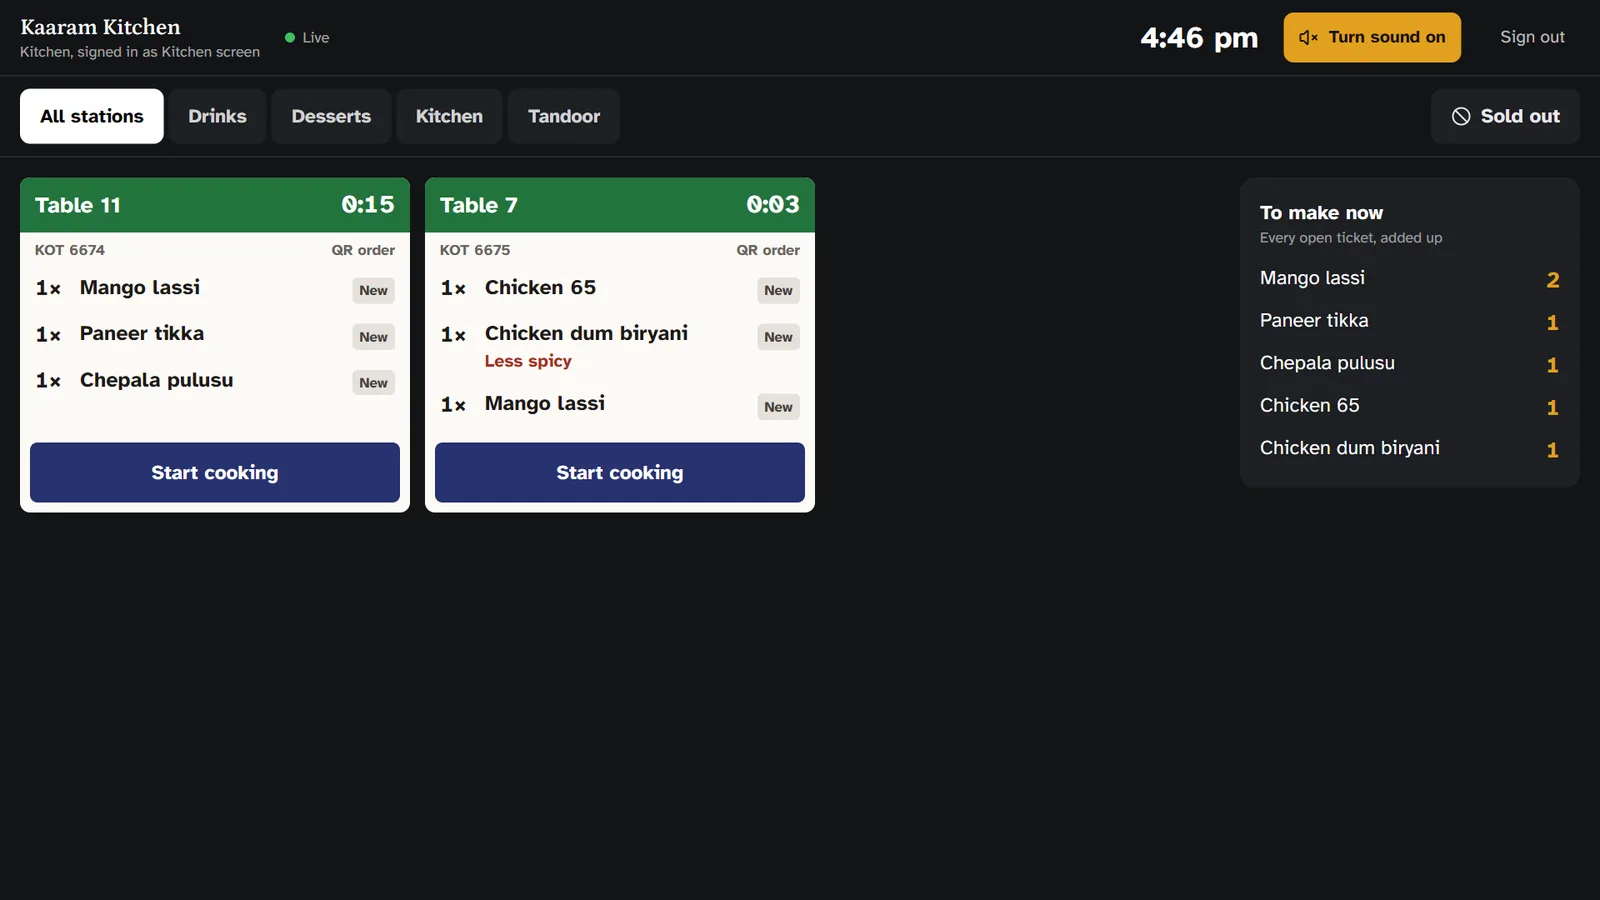 Kaaram Kitchen
Kitchen, signed in as Kitchen screen
Live
4:46 pm
Turn sound on
Sign out
All stations
Drinks
Desserts
Kitchen
Tandoor
Sold out
Table 11 0:15
KOT 6674 QR order
1× Mango lassi New
1× Paneer tikka New
1× Chepala pulusu New
Start cooking
Table 7 0:03
KOT 6675 QR order
1× Chicken 65 New
1× Chicken dum biryani New
Less spicy
1× Mango lassi New
Start cooking
To make now
Every open ticket, added up
Mango lassi 2
Paneer tikka 1
Chepala pulusu 1
Chicken 65 1
Chicken dum biryani 1